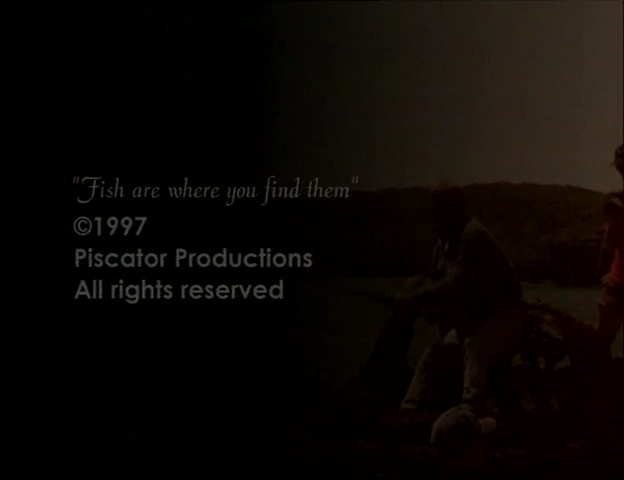 "Fish are where you find them"
©1997
Piscator Productions
All rights reserved